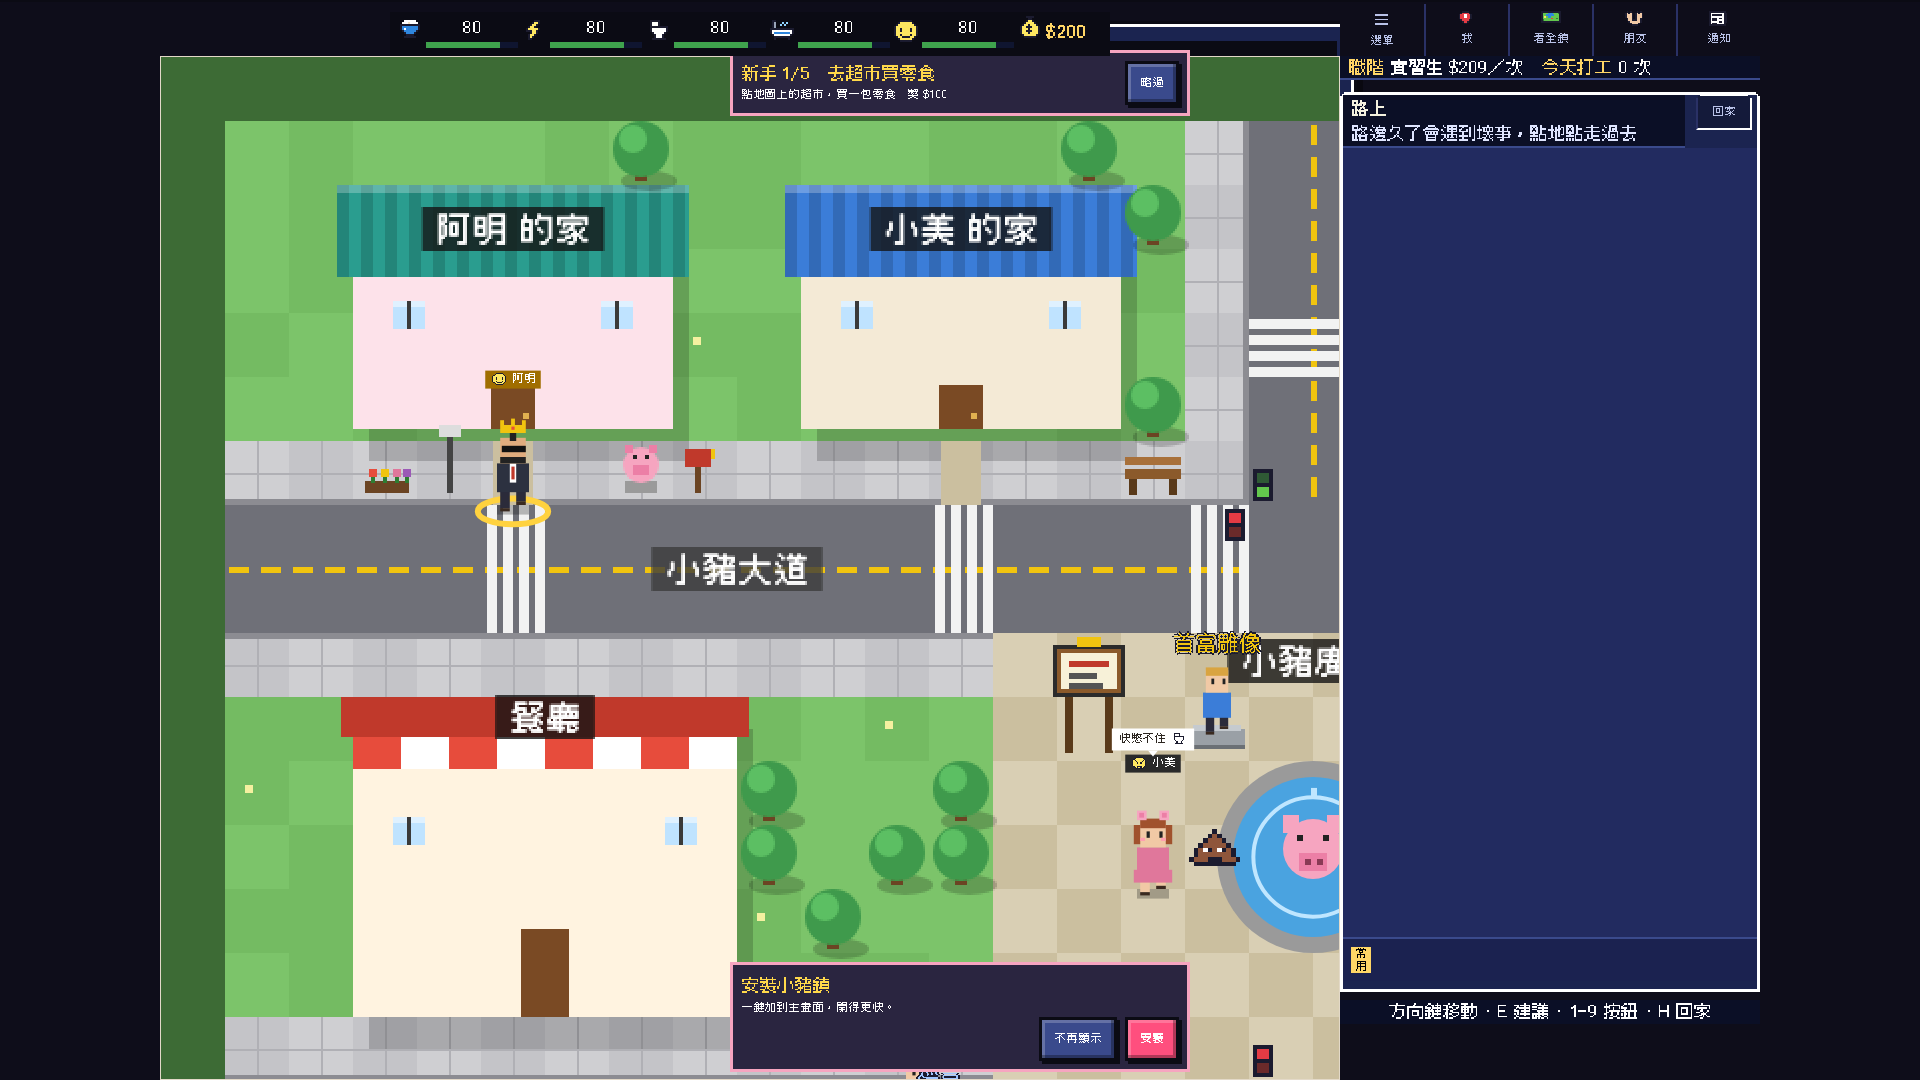 80 80 80 80 80 $200
選單 我 看全鎮 朋友 通知
新手 1/5 去超市買零食
點地圖上的超市，買一包零食 獎 $100
略過
職階 實習生 $209／次 今天打工 0 次
路上
路邊久了會遇到壞事，點地點走過去
回家
阿明 的家
小美 的家
阿明
小豬大道
首富雕像
餐廳
快憋不住
小美
安裝小豬鎮
一鍵加到主畫面，開得更快。
不再顯示
安裝
常用
方向鍵移動 · E 建議 · 1-9 按鈕 · H 回家